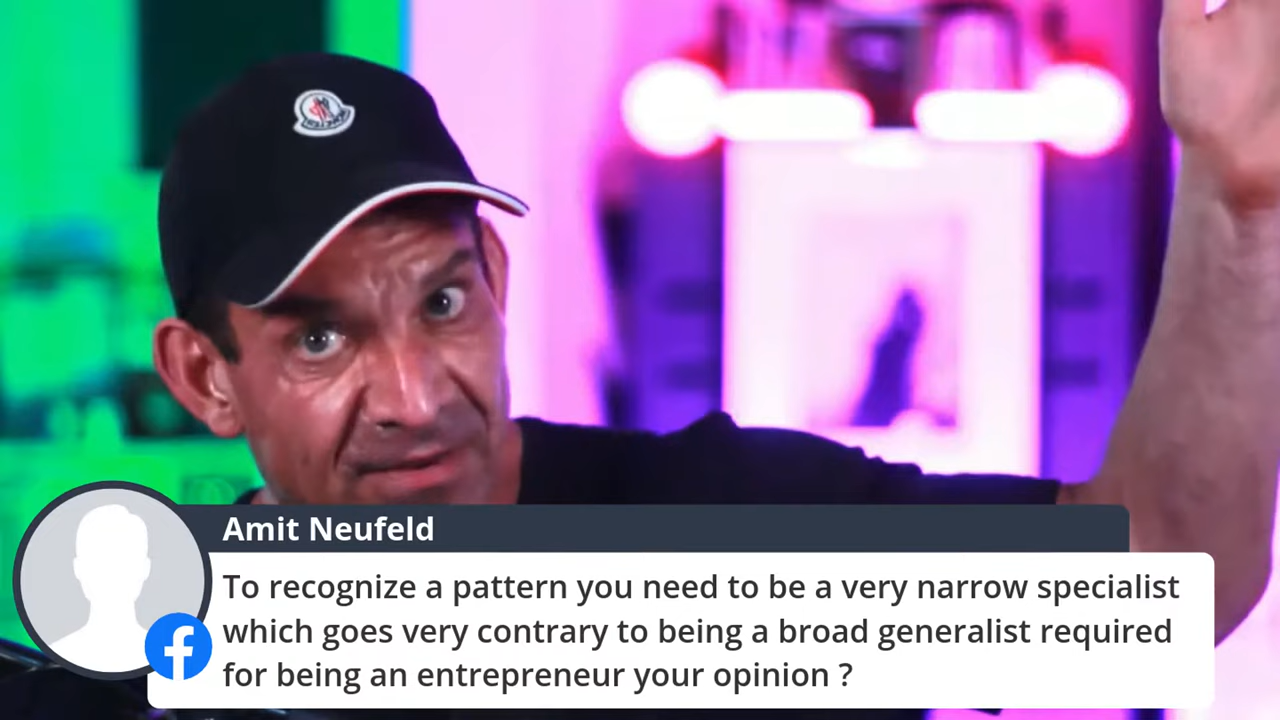 Amit Neufeld
To recognize a pattern you need to be a very narrow specialist
which goes very contrary to being a broad generalist required
for being an entrepreneur your opinion ?